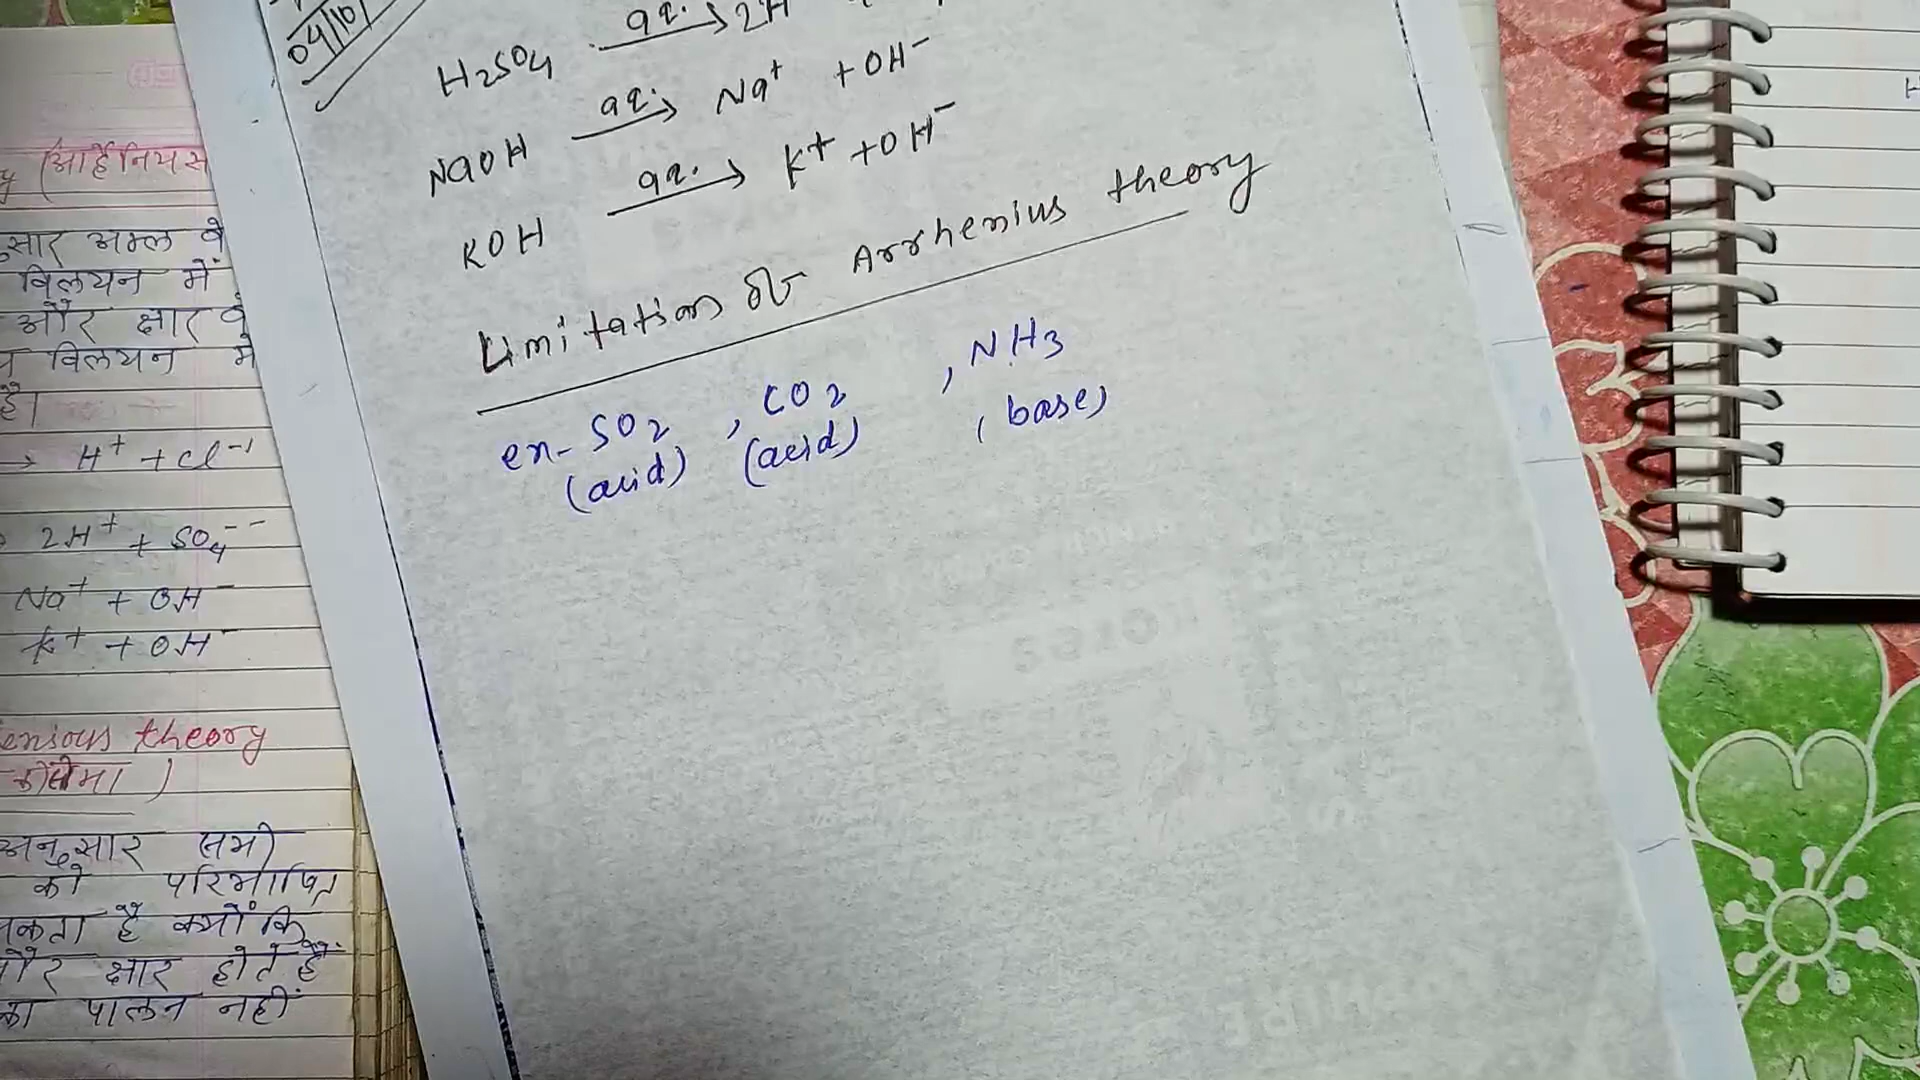 04/10/
H2SO4 aq. → 2H
NaOH aq. → Na+ + OH-
KOH aq. → K+ + OH-
Limitation of Arrhenius theory
ex- SO2 , CO2 , NH3
(acid) (acid) (base)
y (आर्हेनियस
सार अम्ल वे
विलयन में
और क्षार वे
विलयन में
है।
→ H+ + Cl-1
2H+ + SO4--
Na+ + OH-
K+ + OH-
enious theory
की सीमा)
अनुसार सभी
को परिभाषित
सकता है क्योंकि
और क्षार होते हैं
का पालन नहीं